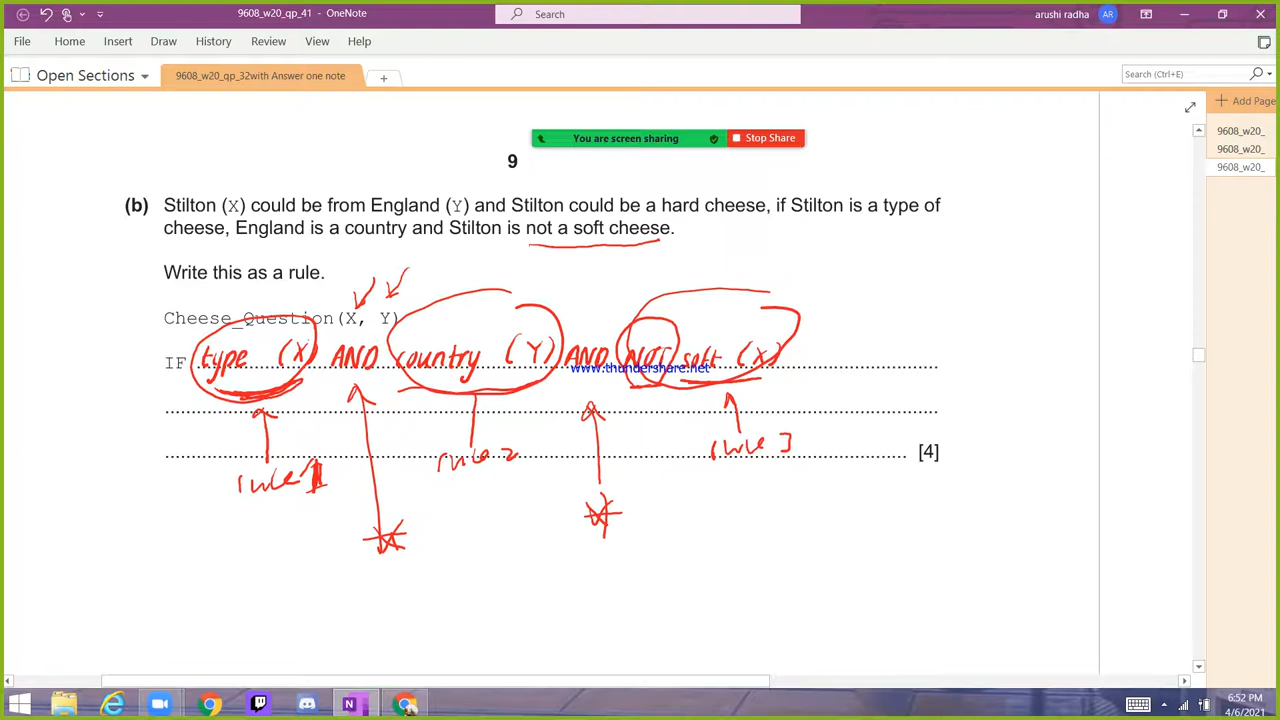 9608_w20_qp_41 - OneNote
Search
arushi radha
AR
File Home Insert Draw History Review View Help
Open Sections
9608_w20_qp_32with Answer one note
+
Search (Ctrl+E)
+ Add Page
You are screen sharing
Stop Share
9608_w20_
9608_w20_
9608_w20_
9
(b) Stilton (X) could be from England (Y) and Stilton could be a hard cheese, if Stilton is a type of
cheese, England is a country and Stilton is not a soft cheese.
Write this as a rule.
Cheese_Question(X, Y)
IF type (X) AND country (Y) AND NOT soft (X)
www.thundershare.net
rule 1 rule 2 rule 3
[4]
6:52 PM
4/6/2021